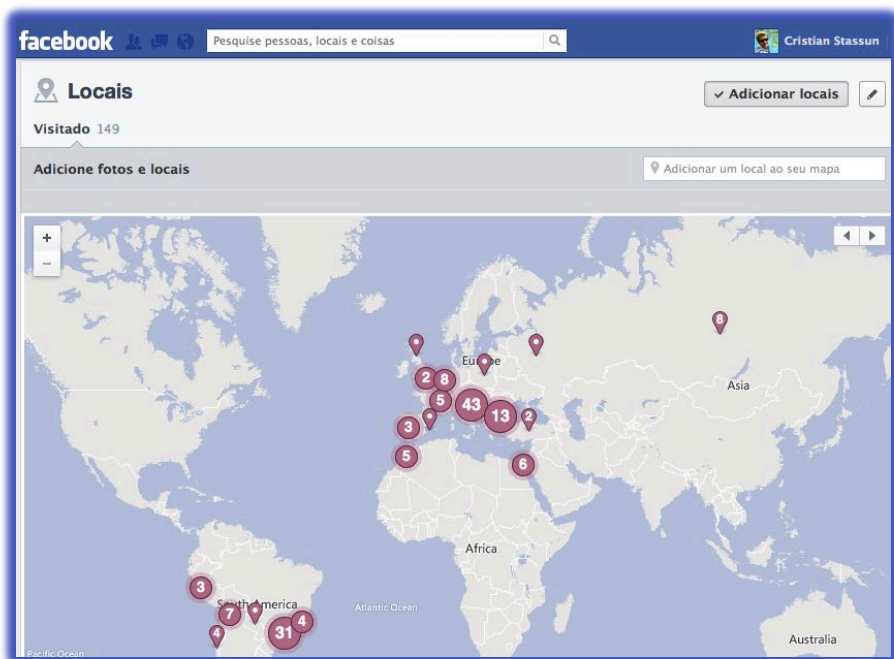 facebook Pesquise pessoas, locais e coisas Cristian Stassun
Locais Adicionar locais
Visitado 149
Adicione fotos e locais Adicionar um local ao seu mapa
+
−
8
Europe
Asia
2 8
5 43 13 2
3
5 6
Africa
3
South America
7
Atlantic Ocean
4 31 4
Australia
Pacific Ocean